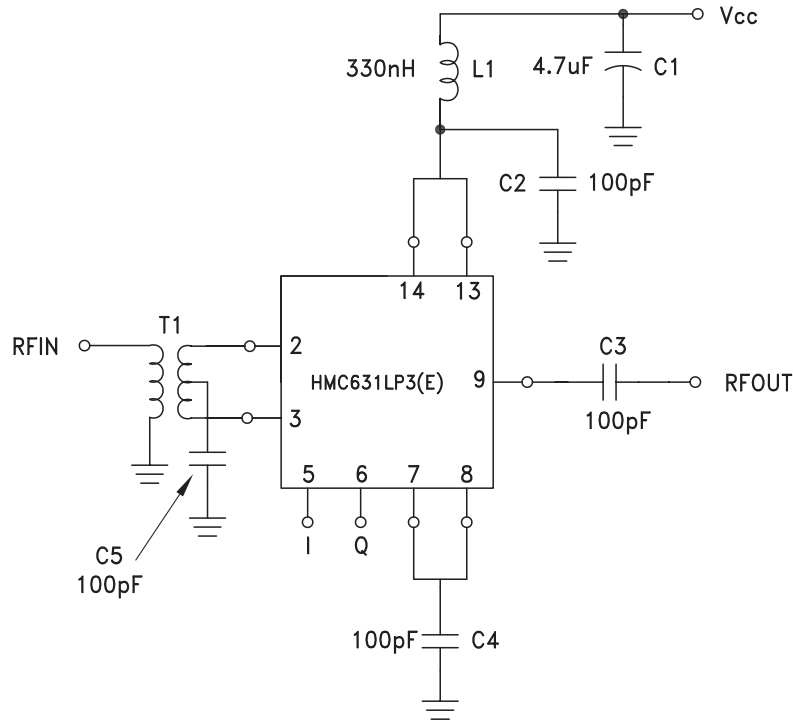 Vcc
330nH
L1
4.7uF
C1
C2
100pF
14
13
T1
RFIN
2
HMC631LP3(E)
9
C3
RFOUT
100pF
3
5
6
7
8
I
Q
C5
100pF
100pF
C4